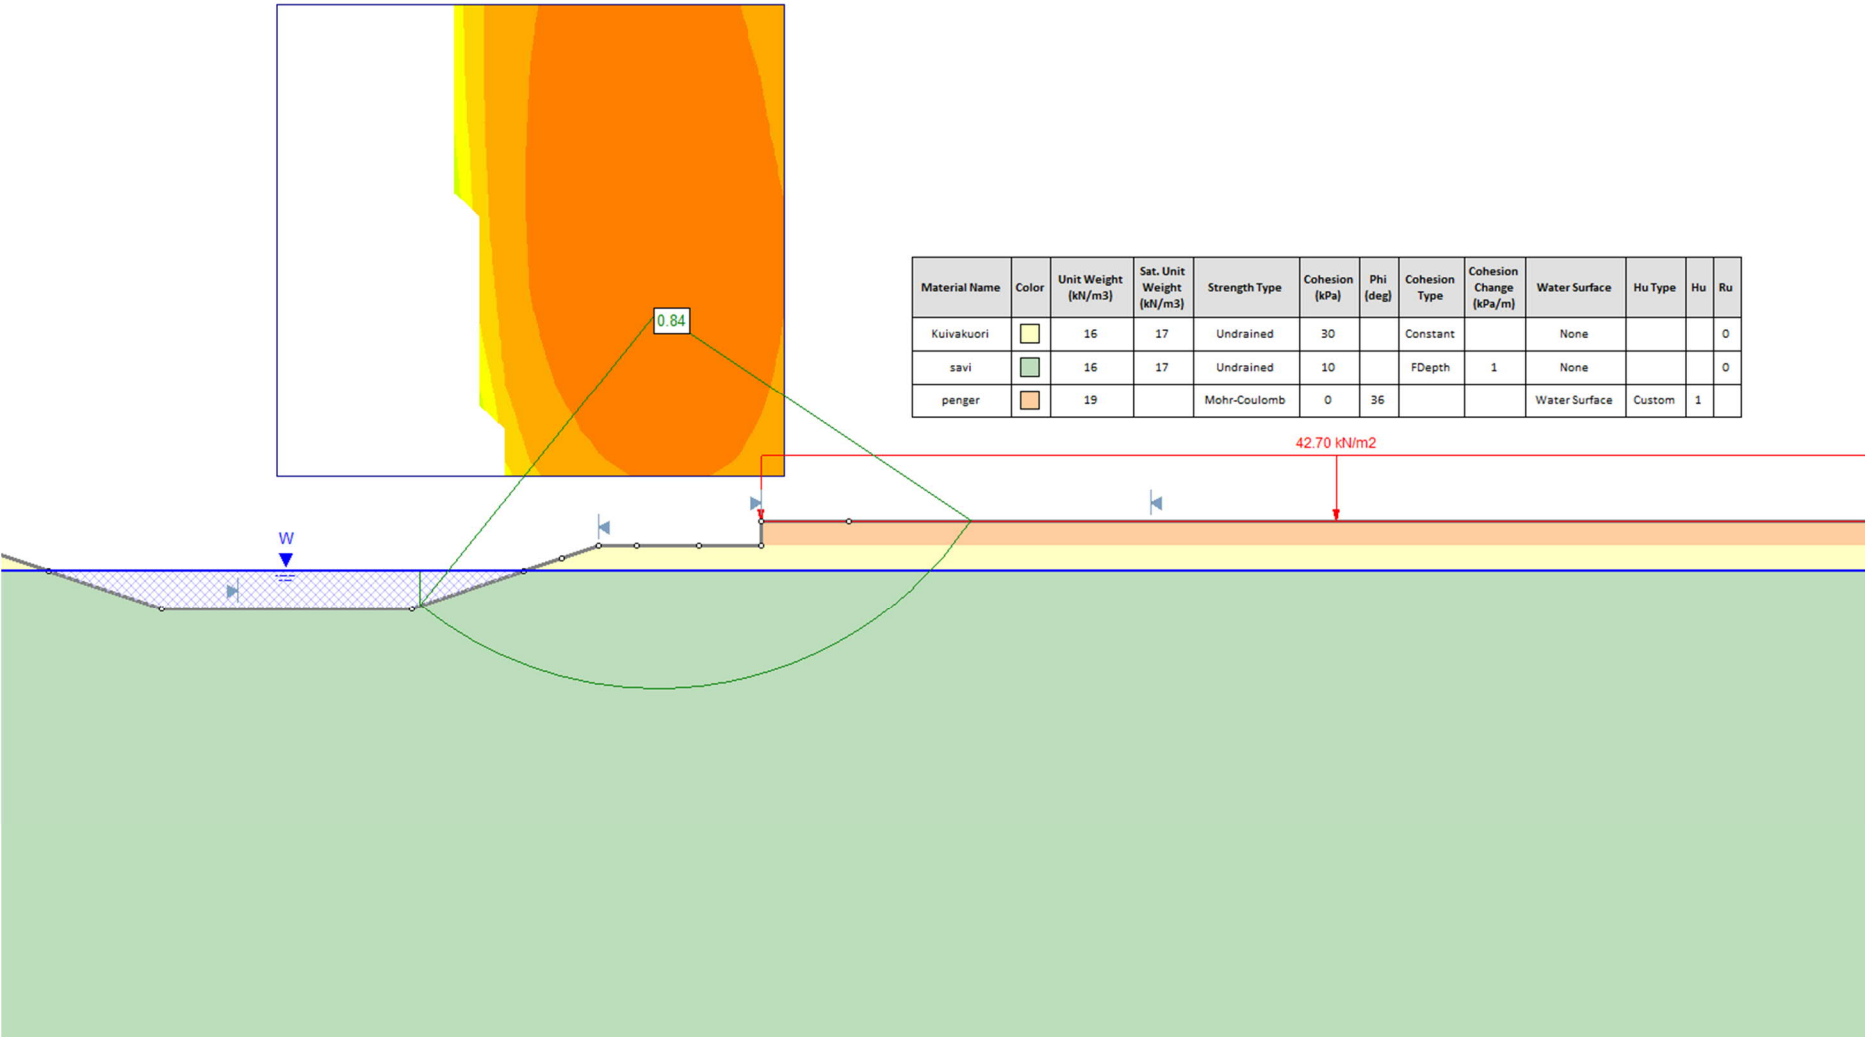 0.84
Material Name Color Unit Weight (kN/m3) Sat. Unit Weight (kN/m3) Strength Type Cohesion (kPa) Phi (deg) Cohesion Type Cohesion Change (kPa/m) Water Surface Hu Type Hu Ru
Kuivakuori 16 17 Undrained 30 Constant None 0
savi 16 17 Undrained 10 FDepth 1 None 0
penger 19 Mohr-Coulomb 0 36 Water Surface Custom 1
42.70 kN/m2
W